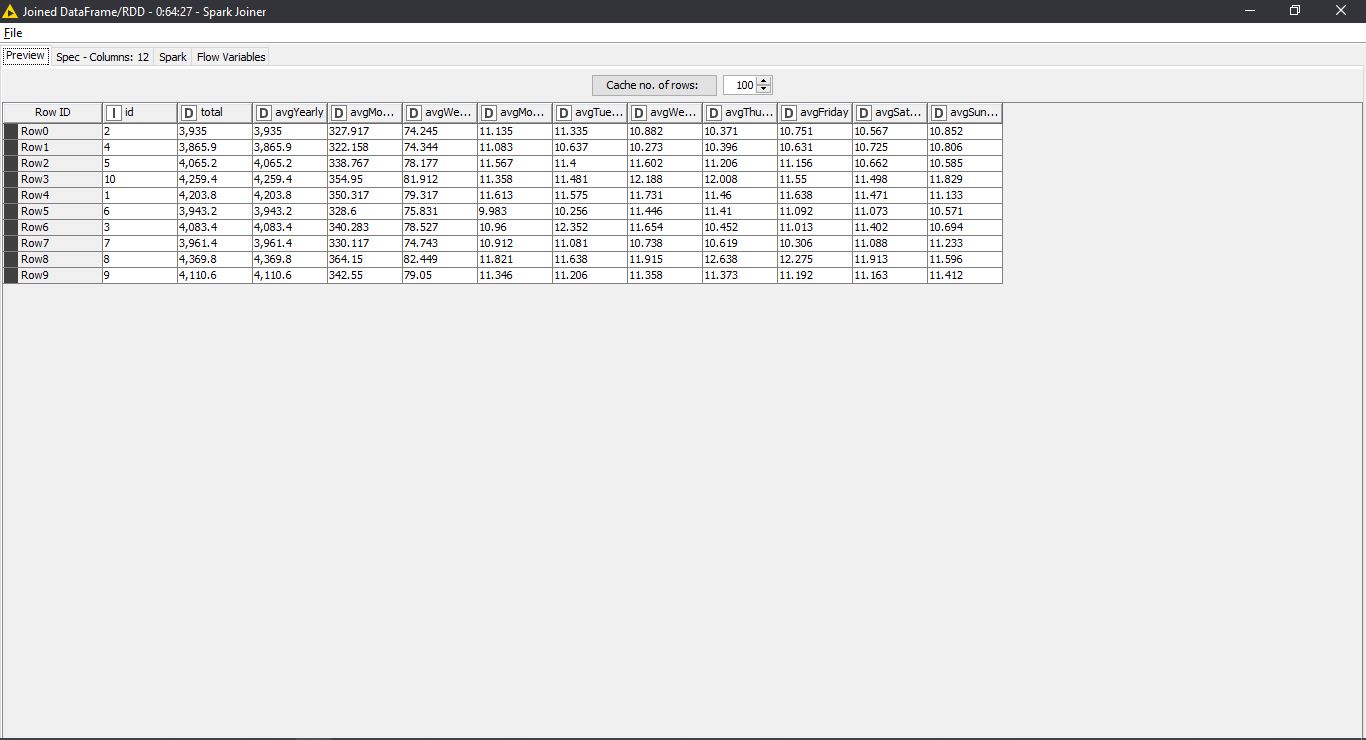 Joined DataFrame/RDD - 0:64:27 - Spark Joiner
File
Preview Spec - Columns: 12 Spark Flow Variables
Cache no. of rows: 100
Row ID I id D total D avgYearly D avgMo... D avgWe... D avgMo... D avgTue... D avgWe... D avgThu... D avgFriday D avgSat... D avgSun...
Row0 2 3,935 3,935 327.917 74.245 11.135 11.335 10.882 10.371 10.751 10.567 10.852
Row1 4 3,865.9 3,865.9 322.158 74.344 11.083 10.637 10.273 10.396 10.631 10.725 10.806
Row2 5 4,065.2 4,065.2 338.767 78.177 11.567 11.4 11.602 11.206 11.156 10.662 10.585
Row3 10 4,259.4 4,259.4 354.95 81.912 11.358 11.481 12.188 12.008 11.55 11.498 11.829
Row4 1 4,203.8 4,203.8 350.317 79.317 11.613 11.575 11.731 11.46 11.638 11.471 11.133
Row5 6 3,943.2 3,943.2 328.6 75.831 9.983 10.256 11.446 11.41 11.092 11.073 10.571
Row6 3 4,083.4 4,083.4 340.283 78.527 10.96 12.352 11.654 10.452 11.013 11.402 10.694
Row7 7 3,961.4 3,961.4 330.117 74.743 10.912 11.081 10.738 10.619 10.306 11.088 11.233
Row8 8 4,369.8 4,369.8 364.15 82.449 11.821 11.638 11.915 12.638 12.275 11.913 11.596
Row9 9 4,110.6 4,110.6 342.55 79.05 11.346 11.206 11.358 11.373 11.192 11.163 11.412